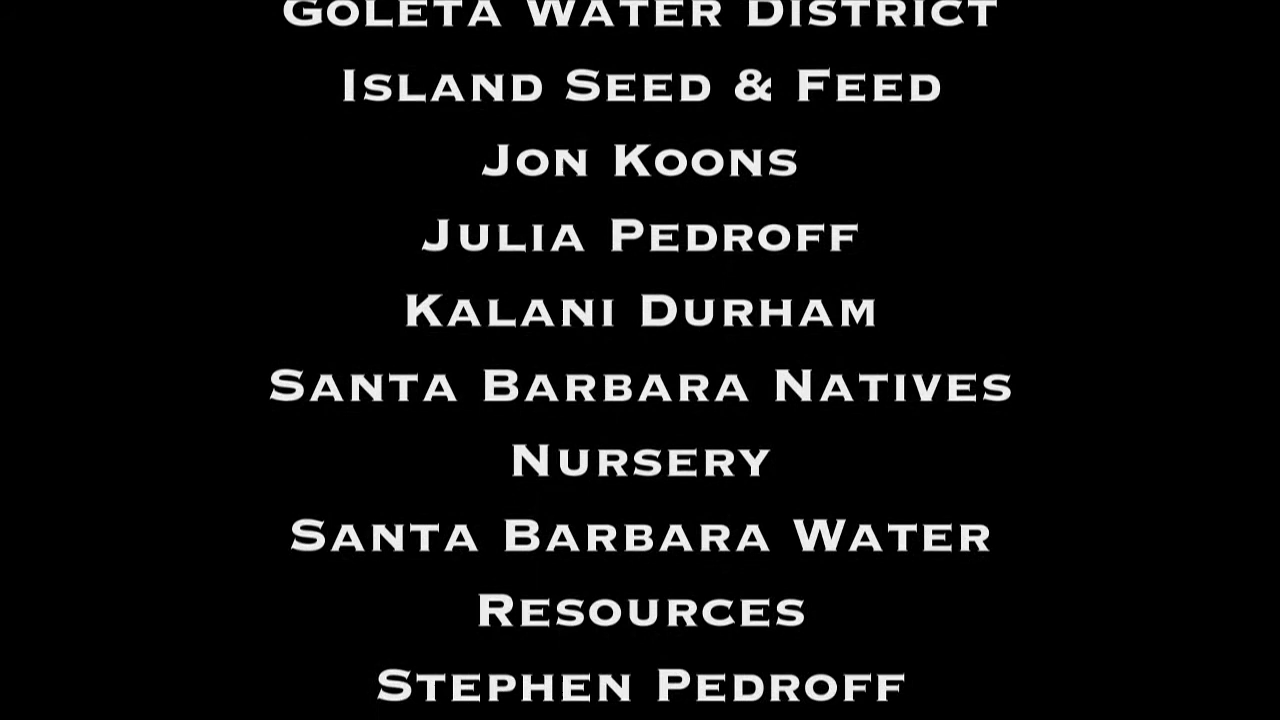 Goleta Water District
Island Seed & Feed
Jon Koons
Julia Pedroff
Kalani Durham
Santa Barbara Natives
Nursery
Santa Barbara Water
Resources
Stephen Pedroff